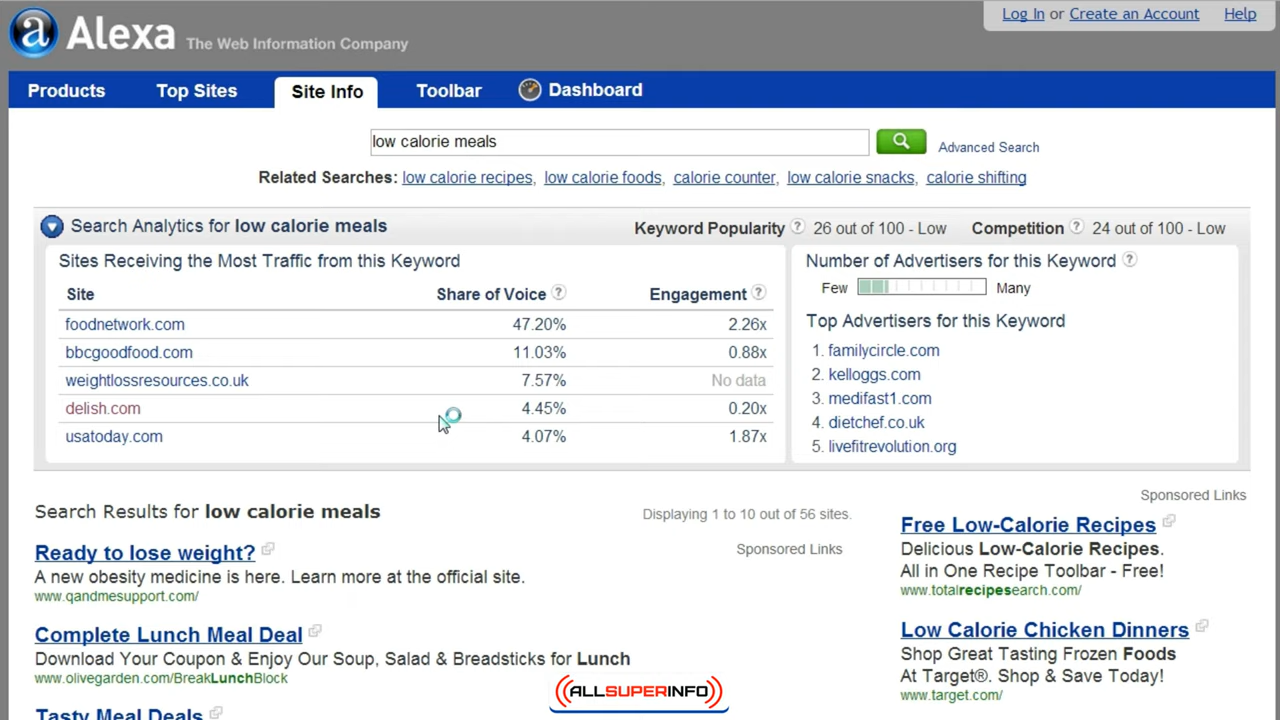 Log In or Create an Account Help
a Alexa The Web Information Company
Products Top Sites Site Info Toolbar Dashboard
low calorie meals Advanced Search
Related Searches: low calorie recipes, low calorie foods, calorie counter, low calorie snacks, calorie shifting
Search Analytics for low calorie meals
Keyword Popularity ? 26 out of 100 - Low Competition ? 24 out of 100 - Low
Sites Receiving the Most Traffic from this Keyword
Site Share of Voice ? Engagement ?
foodnetwork.com 47.20% 2.26x
bbcgoodfood.com 11.03% 0.88x
weightlossresources.co.uk 7.57% No data
delish.com 4.45% 0.20x
usatoday.com 4.07% 1.87x
Number of Advertisers for this Keyword ?
Few Many
Top Advertisers for this Keyword
1. familycircle.com
2. kelloggs.com
3. medifast1.com
4. dietchef.co.uk
5. livefitrevolution.org
Search Results for low calorie meals
Displaying 1 to 10 out of 56 sites.
Sponsored Links
Ready to lose weight?
A new obesity medicine is here. Learn more at the official site.
www.qandmesupport.com/
Complete Lunch Meal Deal
Download Your Coupon & Enjoy Our Soup, Salad & Breadsticks for Lunch
www.olivegarden.com/BreakLunchBlock
Tasty Meal Deals
Sponsored Links
Free Low-Calorie Recipes
Delicious Low-Calorie Recipes.
All in One Recipe Toolbar - Free!
www.totalrecipesearch.com/
Low Calorie Chicken Dinners
Shop Great Tasting Frozen Foods
At Target®. Shop & Save Today!
www.target.com/
ALLSUPERINFO